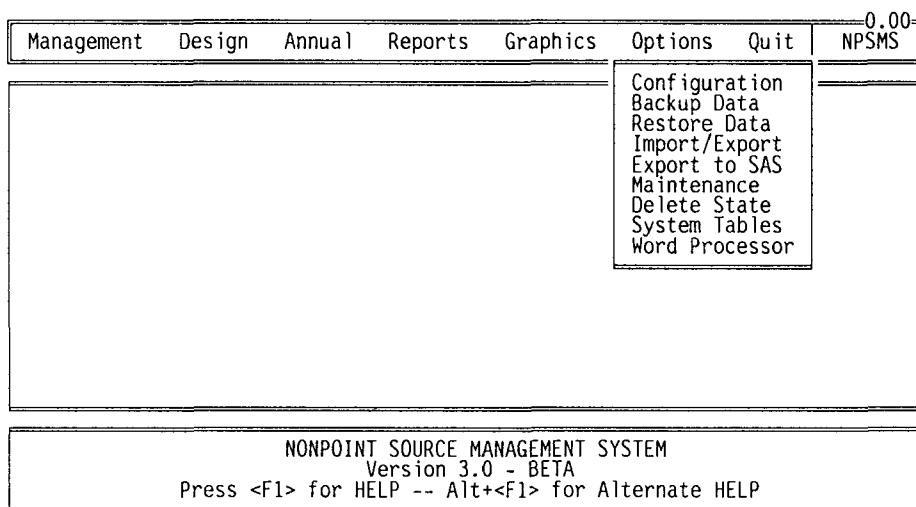 0.00
Management Design Annual Reports Graphics Options Quit NPSMS
Configuration
Backup Data
Restore Data
Import/Export
Export to SAS
Maintenance
Delete State
System Tables
Word Processor
NONPOINT SOURCE MANAGEMENT SYSTEM
Version 3.0 - BETA
Press <F1> for HELP -- Alt+<F1> for Alternate HELP